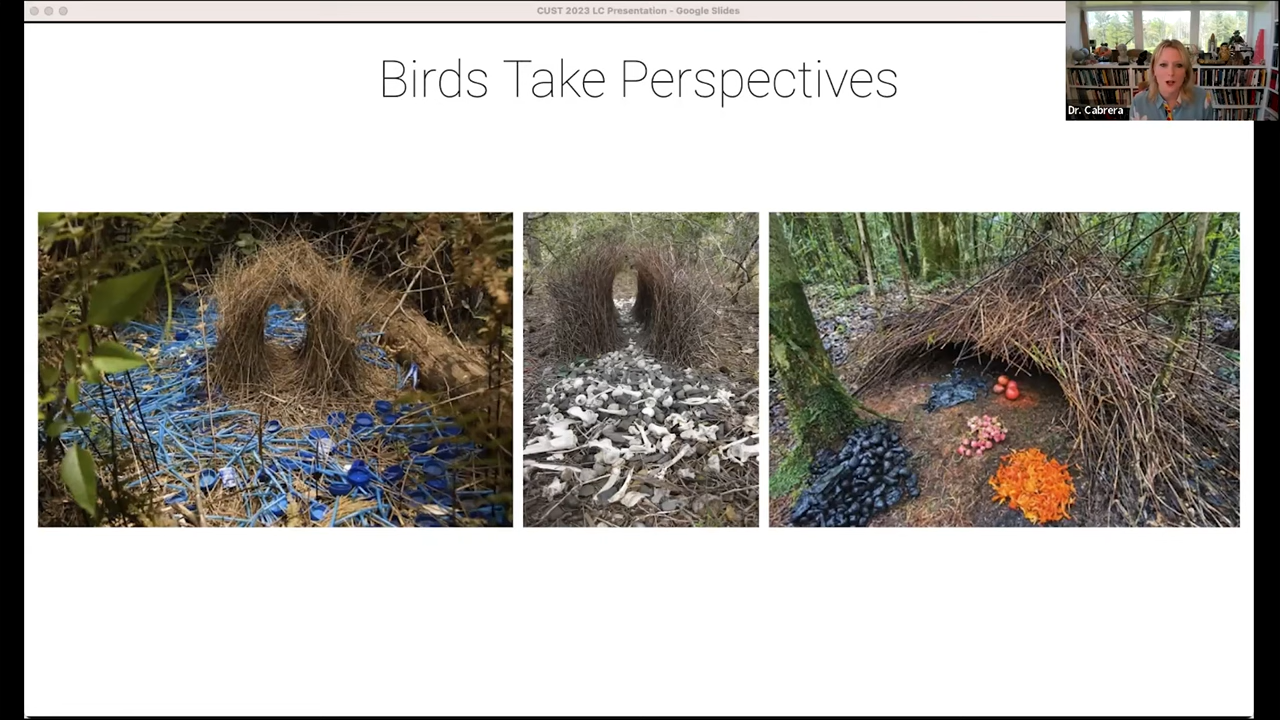 CUST 2023 LC Presentation - Google Slides
Birds Take Perspectives
Dr. Cabrera